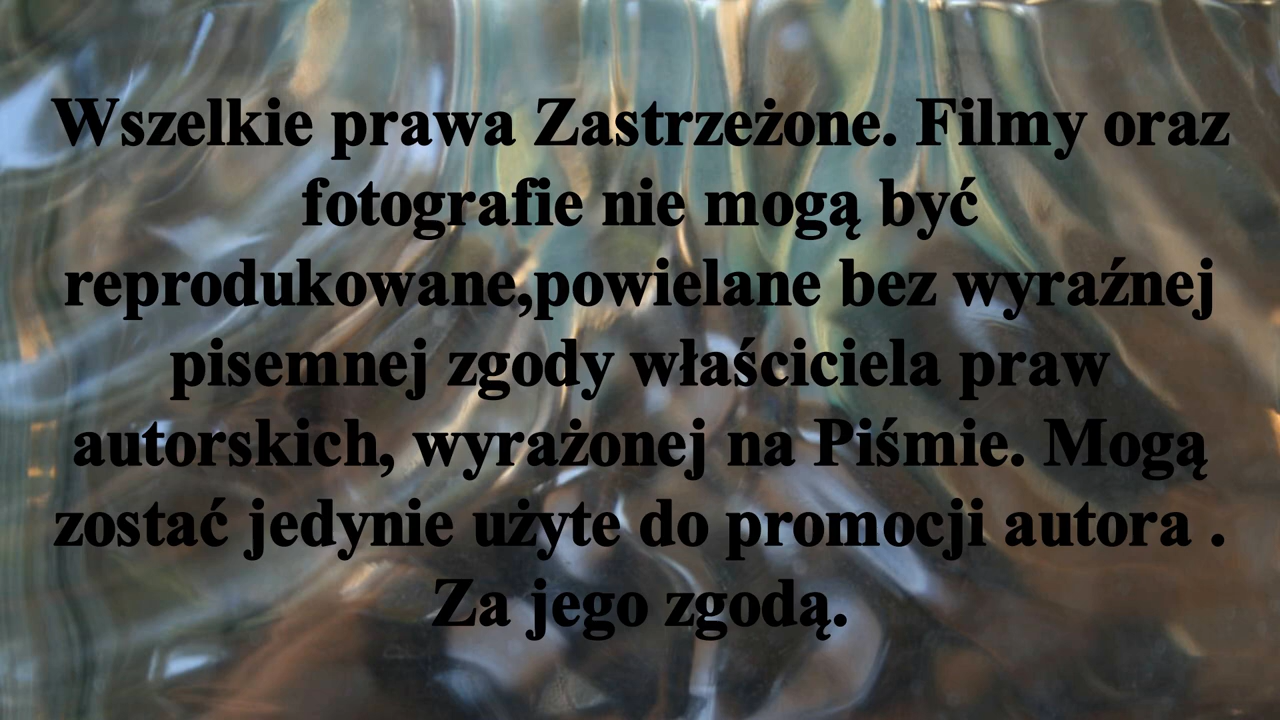 Wszelkie prawa Zastrzeżone. Filmy oraz
fotografie nie mogą być
reprodukowane,powielane bez wyraźnej
pisemnej zgody właściciela praw
autorskich, wyrażonej na Piśmie. Mogą
zostać jedynie użyte do promocji autora .
Za jego zgodą.